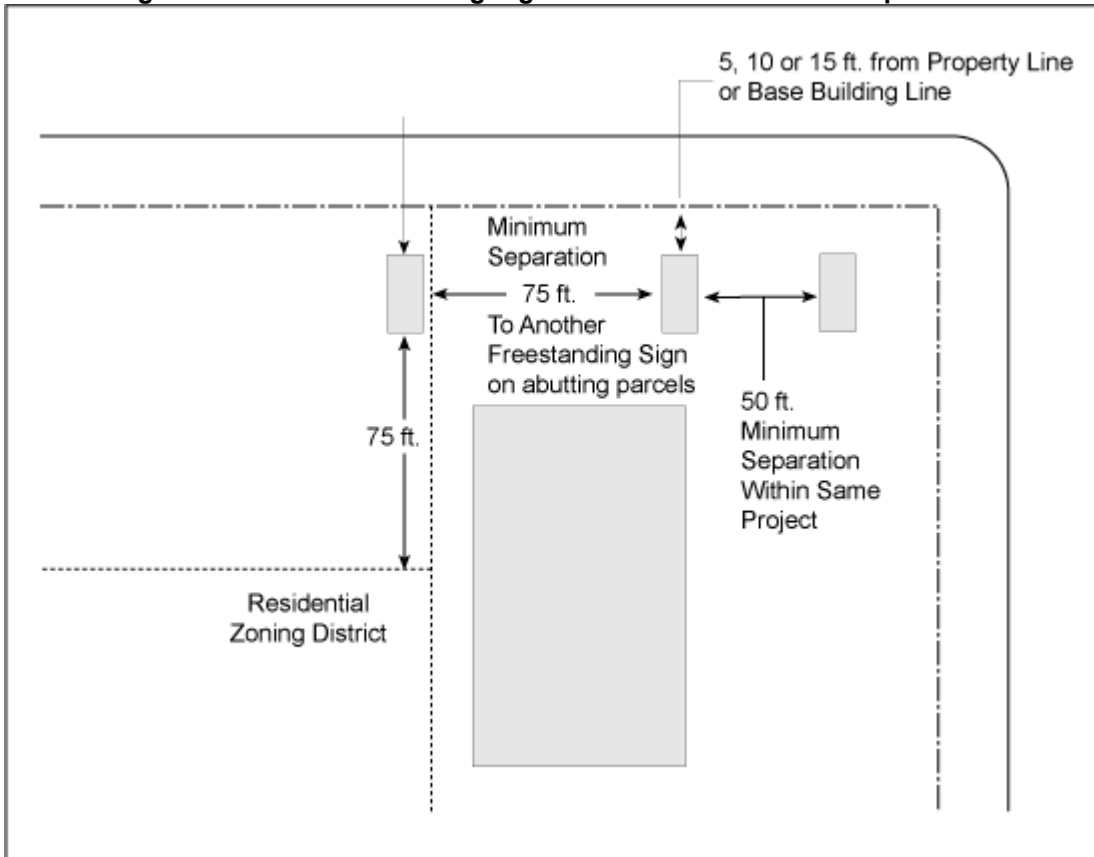 5, 10 or 15 ft. from Property Line
or Base Building Line
Minimum
Separation
75 ft.
To Another
Freestanding Sign
on abutting parcels
75 ft.
50 ft.
Minimum
Separation
Within Same
Project
Residential
Zoning District